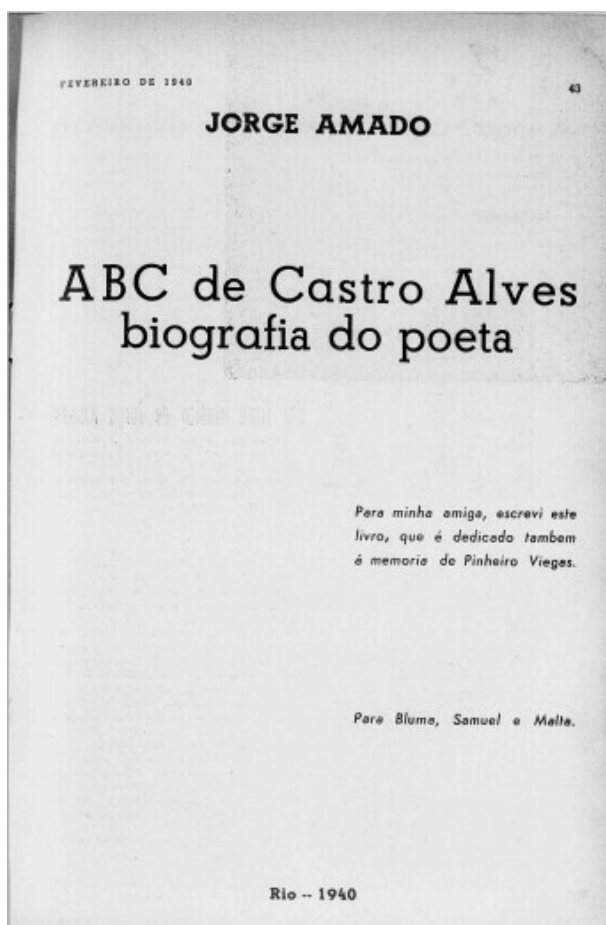 FEVEREIRO DE 1940
43
JORGE AMADO
ABC de Castro Alves
biografia do poeta
Para minha amiga, escrevi este
livro, que é dedicado tambem
á memoria de Pinheiro Viegas.
Para Bluma, Samuel e Malta.
Rio -- 1940